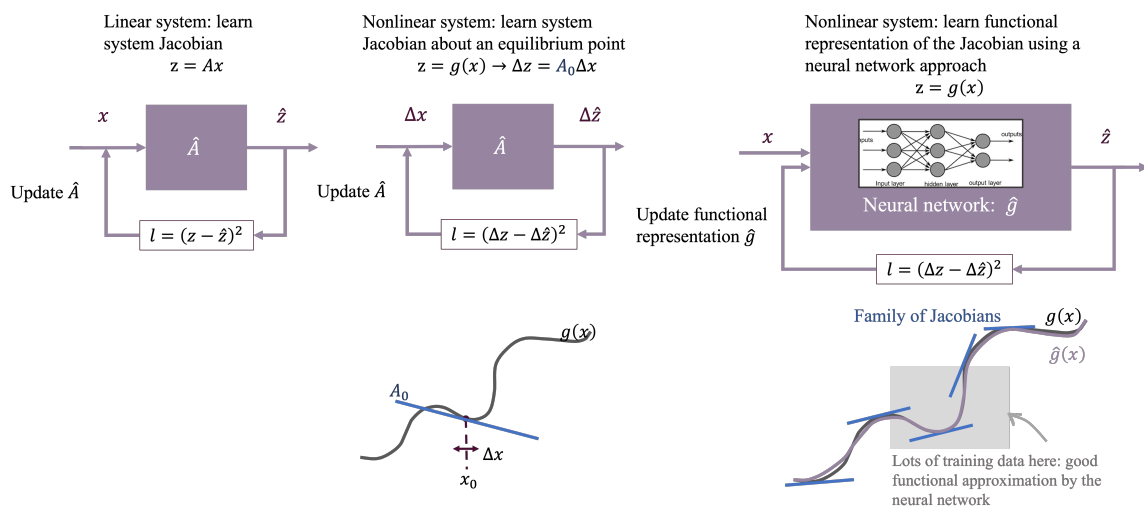 Linear system: learn
system Jacobian
z = Ax
x
Â
ẑ
Update Â
l = (z − ẑ)²
Nonlinear system: learn system
Jacobian about an equilibrium point
z = g(x) → Δz = A₀Δx
Δx
Â
Δẑ
Update Â
l = (Δz − Δẑ)²
g(x)
A₀
Δx
x₀
Nonlinear system: learn functional
representation of the Jacobian using a
neural network approach
z = g(x)
x
puts
outputs
Input layer
hidden layer
output layer
Neural network: ĝ
ẑ
Update functional
representation ĝ
l = (Δz − Δẑ)²
Family of Jacobians
g(x)
ĝ(x)
Lots of training data here: good
functional approximation by the
neural network